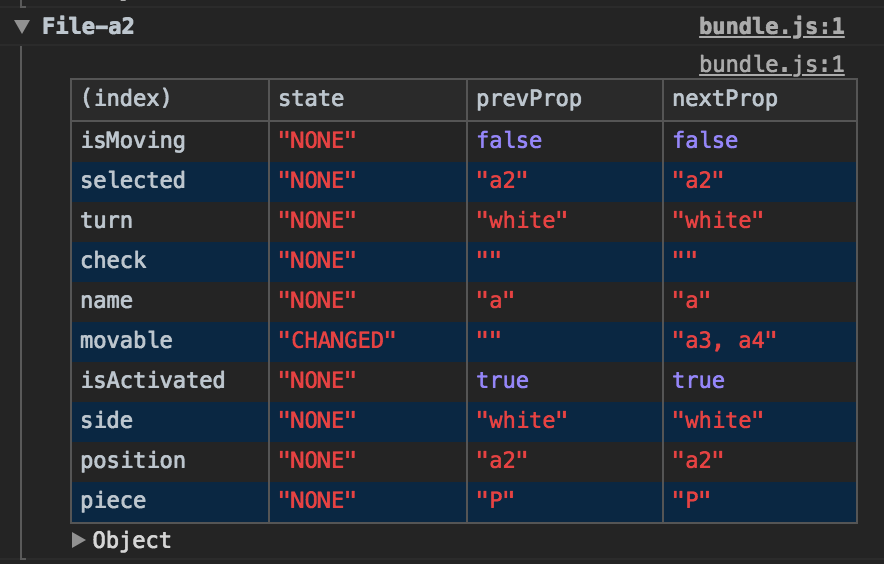 ▼ File-a2 bundle.js:1
bundle.js:1
(index) state prevProp nextProp
isMoving "NONE" false false
selected "NONE" "a2" "a2"
turn "NONE" "white" "white"
check "NONE" "" ""
name "NONE" "a" "a"
movable "CHANGED" "" "a3, a4"
isActivated "NONE" true true
side "NONE" "white" "white"
position "NONE" "a2" "a2"
piece "NONE" "P" "P"
▶ Object